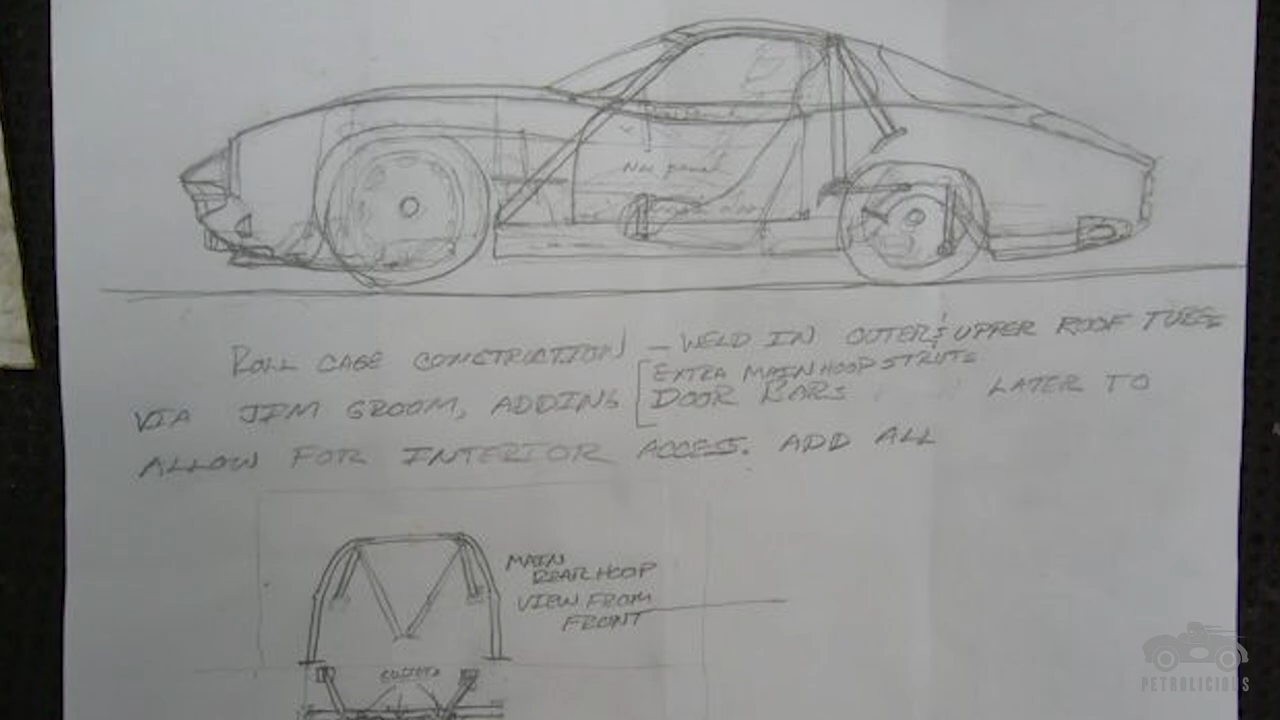 New panel
ROLL CAGE CONSTRUCTION — WELD IN OUTER & UPPER ROOF TUBES
VIA JIM GROOM, ADDING [EXTRA MAIN HOOP STRUTS
DOOR BARS LATER TO
ALLOW FOR INTERIOR ACCESS. ADD ALL
MAIN
REAR HOOP
VIEW FROM
FRONT
PETROLICIOUS